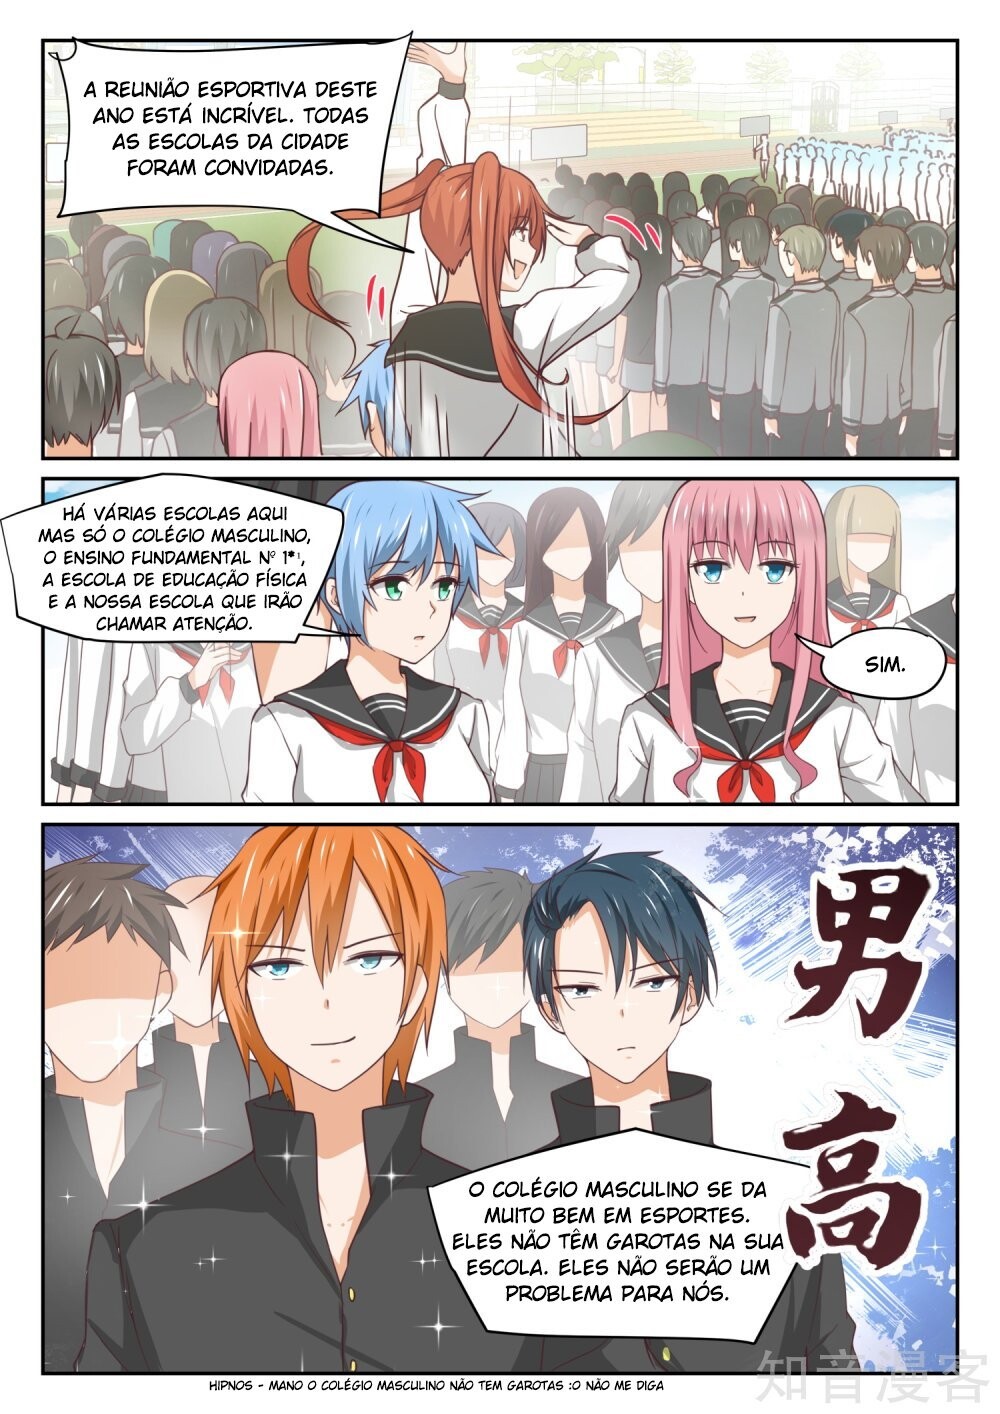 A REUNIÃO ESPORTIVA DESTE
ANO ESTÁ INCRÍVEL. TODAS
AS ESCOLAS DA CIDADE
FORAM CONVIDADAS.
HÁ VÁRIAS ESCOLAS AQUI
MAS SÓ O COLÉGIO MASCULINO,
O ENSINO FUNDAMENTAL Nº 1*¹,
A ESCOLA DE EDUCAÇÃO FÍSICA
E A NOSSA ESCOLA QUE IRÃO
CHAMAR ATENÇÃO.
SIM.
男
高
O COLÉGIO MASCULINO SE DA
MUITO BEM EM ESPORTES.
ELES NÃO TÊM GAROTAS NA SUA
ESCOLA. ELES NÃO SERÃO UM
PROBLEMA PARA NÓS.
知音漫客
HIPNOS - MANO O COLÉGIO MASCULINO NÃO TEM GAROTAS :O NÃO ME DIGA